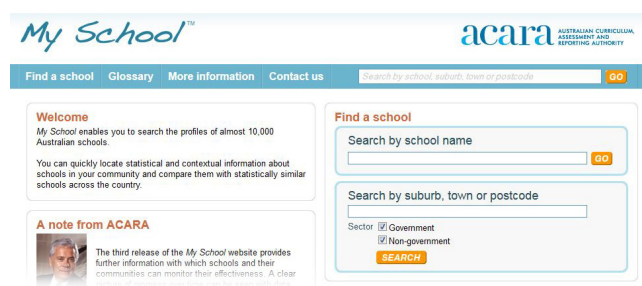 My School™
acara AUSTRALIAN CURRICULUM,
ASSESSMENT AND
REPORTING AUTHORITY
Find a school Glossary More information Contact us
Search by school, suburb, town or postcode GO
Welcome
My School enables you to search the profiles of almost 10,000
Australian schools.
You can quickly locate statistical and contextual information about
schools in your community and compare them with statistically similar
schools across the country.
A note from ACARA
The third release of the My School website provides
further information with which schools and their
communities can monitor their effectiveness. A clear
Find a school
Search by school name
GO
Search by suburb, town or postcode
Sector Government
Non-government
SEARCH